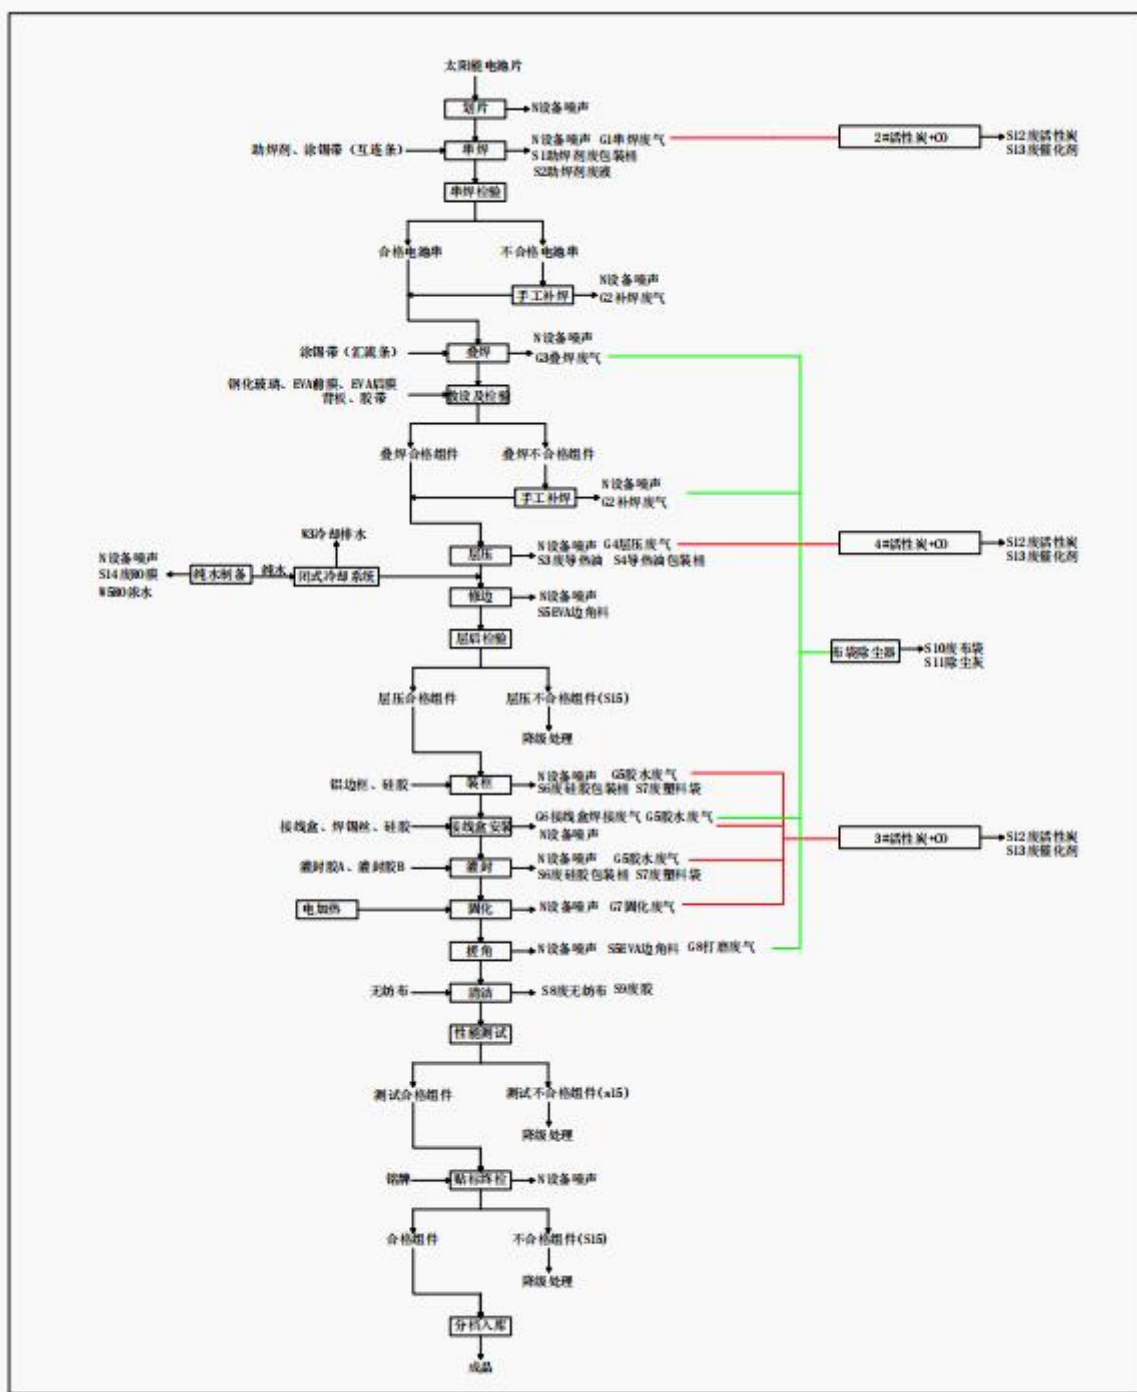 太阳能电池片
划片
N设备噪声
助焊剂、涂锡带（互连条）
串焊
N设备噪声 G1串焊废气
S1助焊剂废包装桶
S2助焊剂废液
2#活性炭+CO
S12废活性炭
S13废催化剂
串焊检验
合格电池串
不合格电池串
手工补焊
N设备噪声
G2补焊废气
涂锡带（汇流条）
叠焊
N设备噪声
G3叠焊废气
钢化玻璃、EVA前膜、EVA后膜
背板、胶带
敷设及检验
叠焊合格组件
叠焊不合格组件
手工补焊
N设备噪声
G2补焊废气
W3冷却排水
N设备噪声
S14废RO膜
W5RO浓水
纯水制备
纯水
闭式冷却系统
层压
N设备噪声 G4层压废气
S3废导热油 S4导热油包装桶
4#活性炭+CO
S12废活性炭
S13废催化剂
修边
N设备噪声
S5EVA边角料
层后检验
布袋除尘器
S10废布袋
S11除尘灰
层压合格组件
层压不合格组件(S15)
降级处理
铝边框、硅胶
装框
N设备噪声 G5胶水废气
S6废硅胶包装桶 S7废塑料袋
接线盒、焊锡丝、硅胶
接线盒安装
G6接线盒焊接废气 G5胶水废气
N设备噪声
3#活性炭+CO
S12废活性炭
S13废催化剂
灌封胶A、灌封胶B
灌封
N设备噪声 G5胶水废气
S6废硅胶包装桶 S7废塑料袋
电加热
固化
N设备噪声 G7固化废气
搓角
N设备噪声 S5EVA边角料 G8打磨废气
无纺布
清洁
S8废无纺布 S9废胶
性能测试
测试合格组件
测试不合格组件(s15)
降级处理
铭牌
贴标终检
N设备噪声
合格组件
不合格组件(S15)
降级处理
分档入库
成品